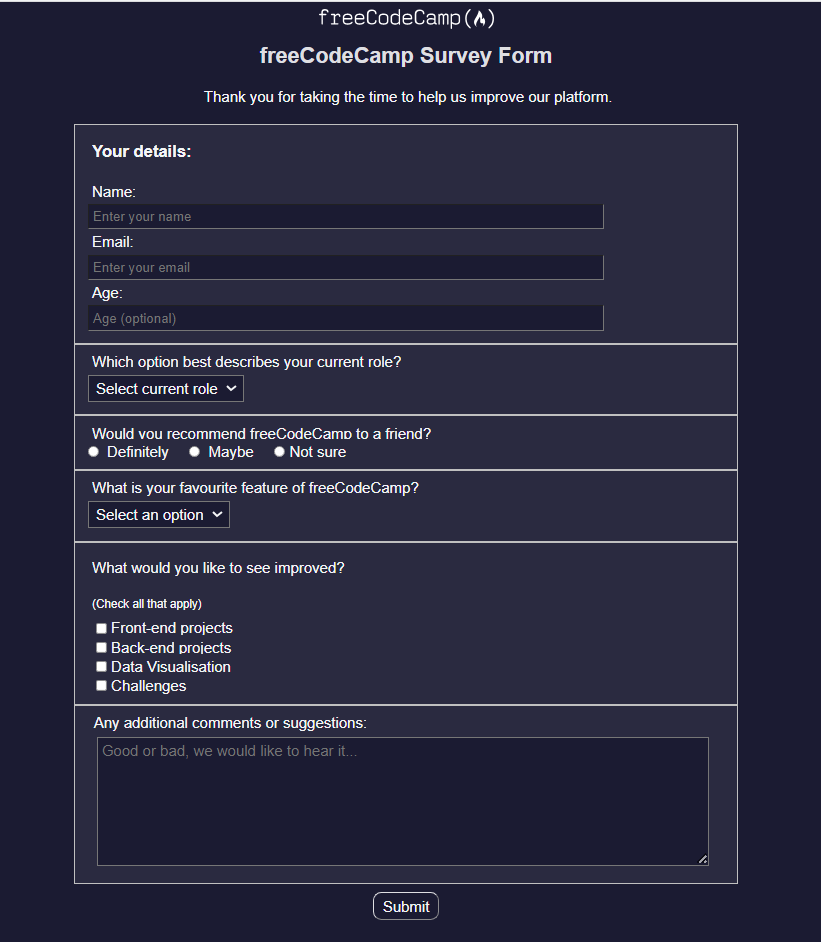 freeCodeCamp
freeCodeCamp Survey Form
Thank you for taking the time to help us improve our platform.
Your details:
Name:
Enter your name
Email:
Enter your email
Age:
Age (optional)
Which option best describes your current role?
Select current role
Would you recommend freeCodeCamp to a friend?
Definitely Maybe Not sure
What is your favourite feature of freeCodeCamp?
Select an option
What would you like to see improved?
(Check all that apply)
Front-end projects
Back-end projects
Data Visualisation
Challenges
Any additional comments or suggestions:
Good or bad, we would like to hear it...
Submit